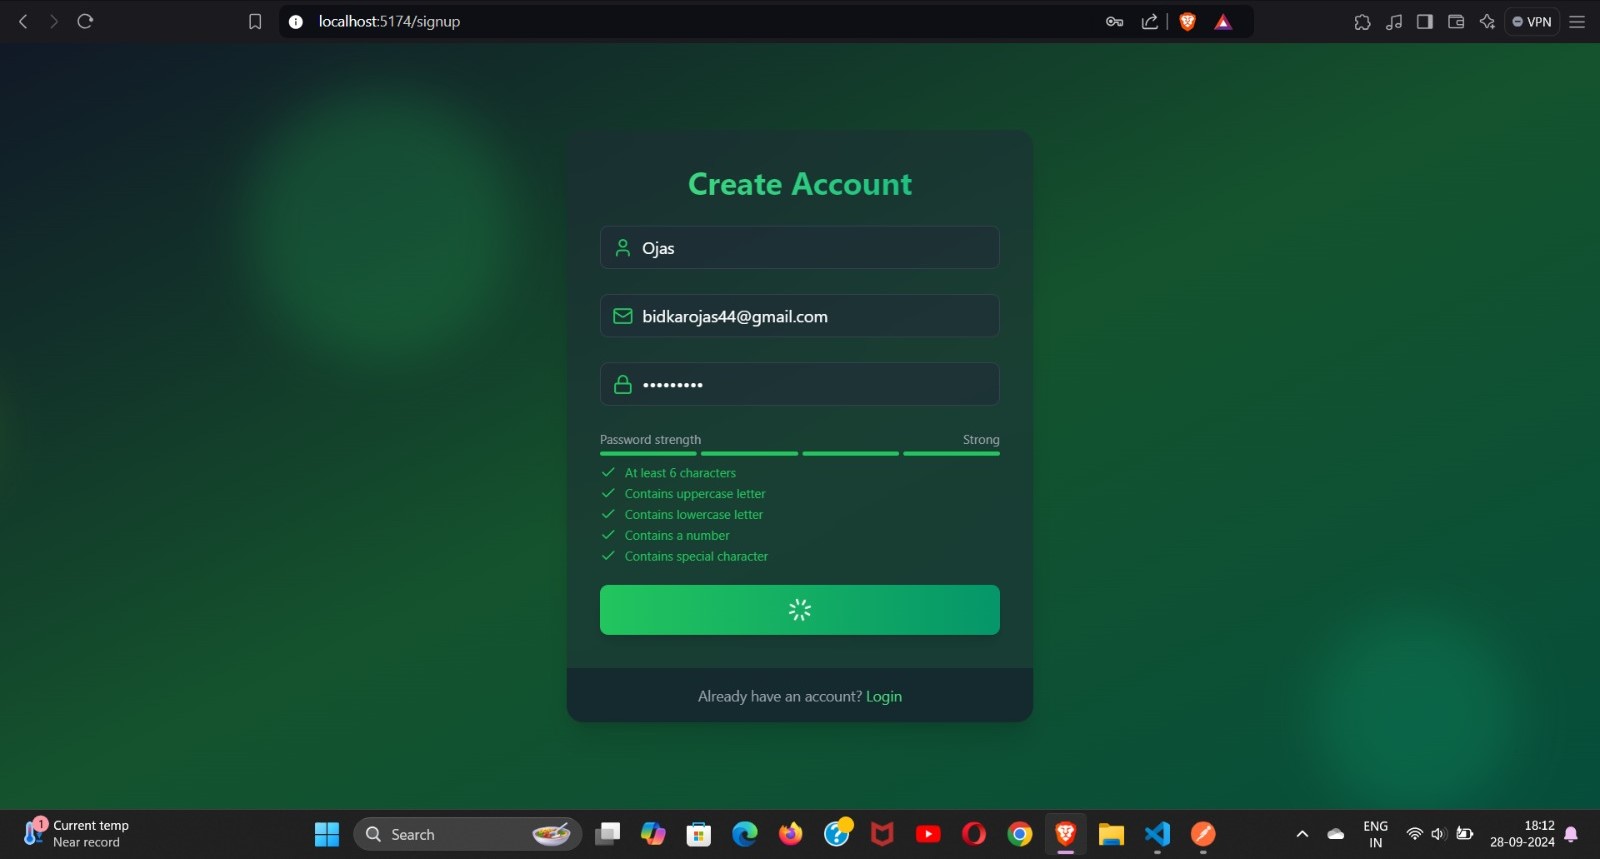 localhost:5174/signup
VPN
Create Account
Ojas
bidkarojas44@gmail.com
•••••••••
Password strength Strong
At least 6 characters
Contains uppercase letter
Contains lowercase letter
Contains a number
Contains special character
Already have an account? Login
1
Current temp
Near record
Search
ENG
IN
18:12
28-09-2024